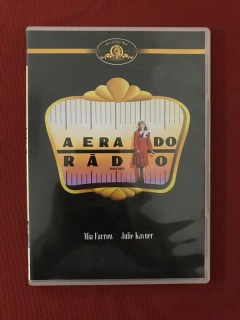 A ERA DO
RÁDIO
Mia Farrow Julie Kavner